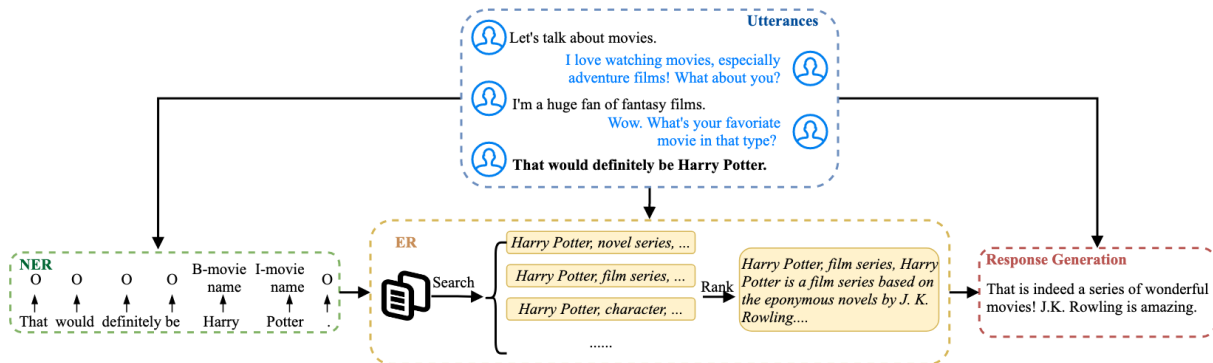 Utterances
Let's talk about movies.
I love watching movies, especially
adventure films! What about you?
I'm a huge fan of fantasy films.
Wow. What's your favoriate
movie in that type?
That would definitely be Harry Potter.
NER
O O O O B-movie name I-movie name O
That would definitely be Harry Potter .
ER
Search
Harry Potter, novel series, ...
Harry Potter, film series, ...
Harry Potter, character, ...
......
Rank
Harry Potter, film series, Harry
Potter is a film series based on
the eponymous novels by J. K.
Rowling....
Response Generation
That is indeed a series of wonderful
movies! J.K. Rowling is amazing.